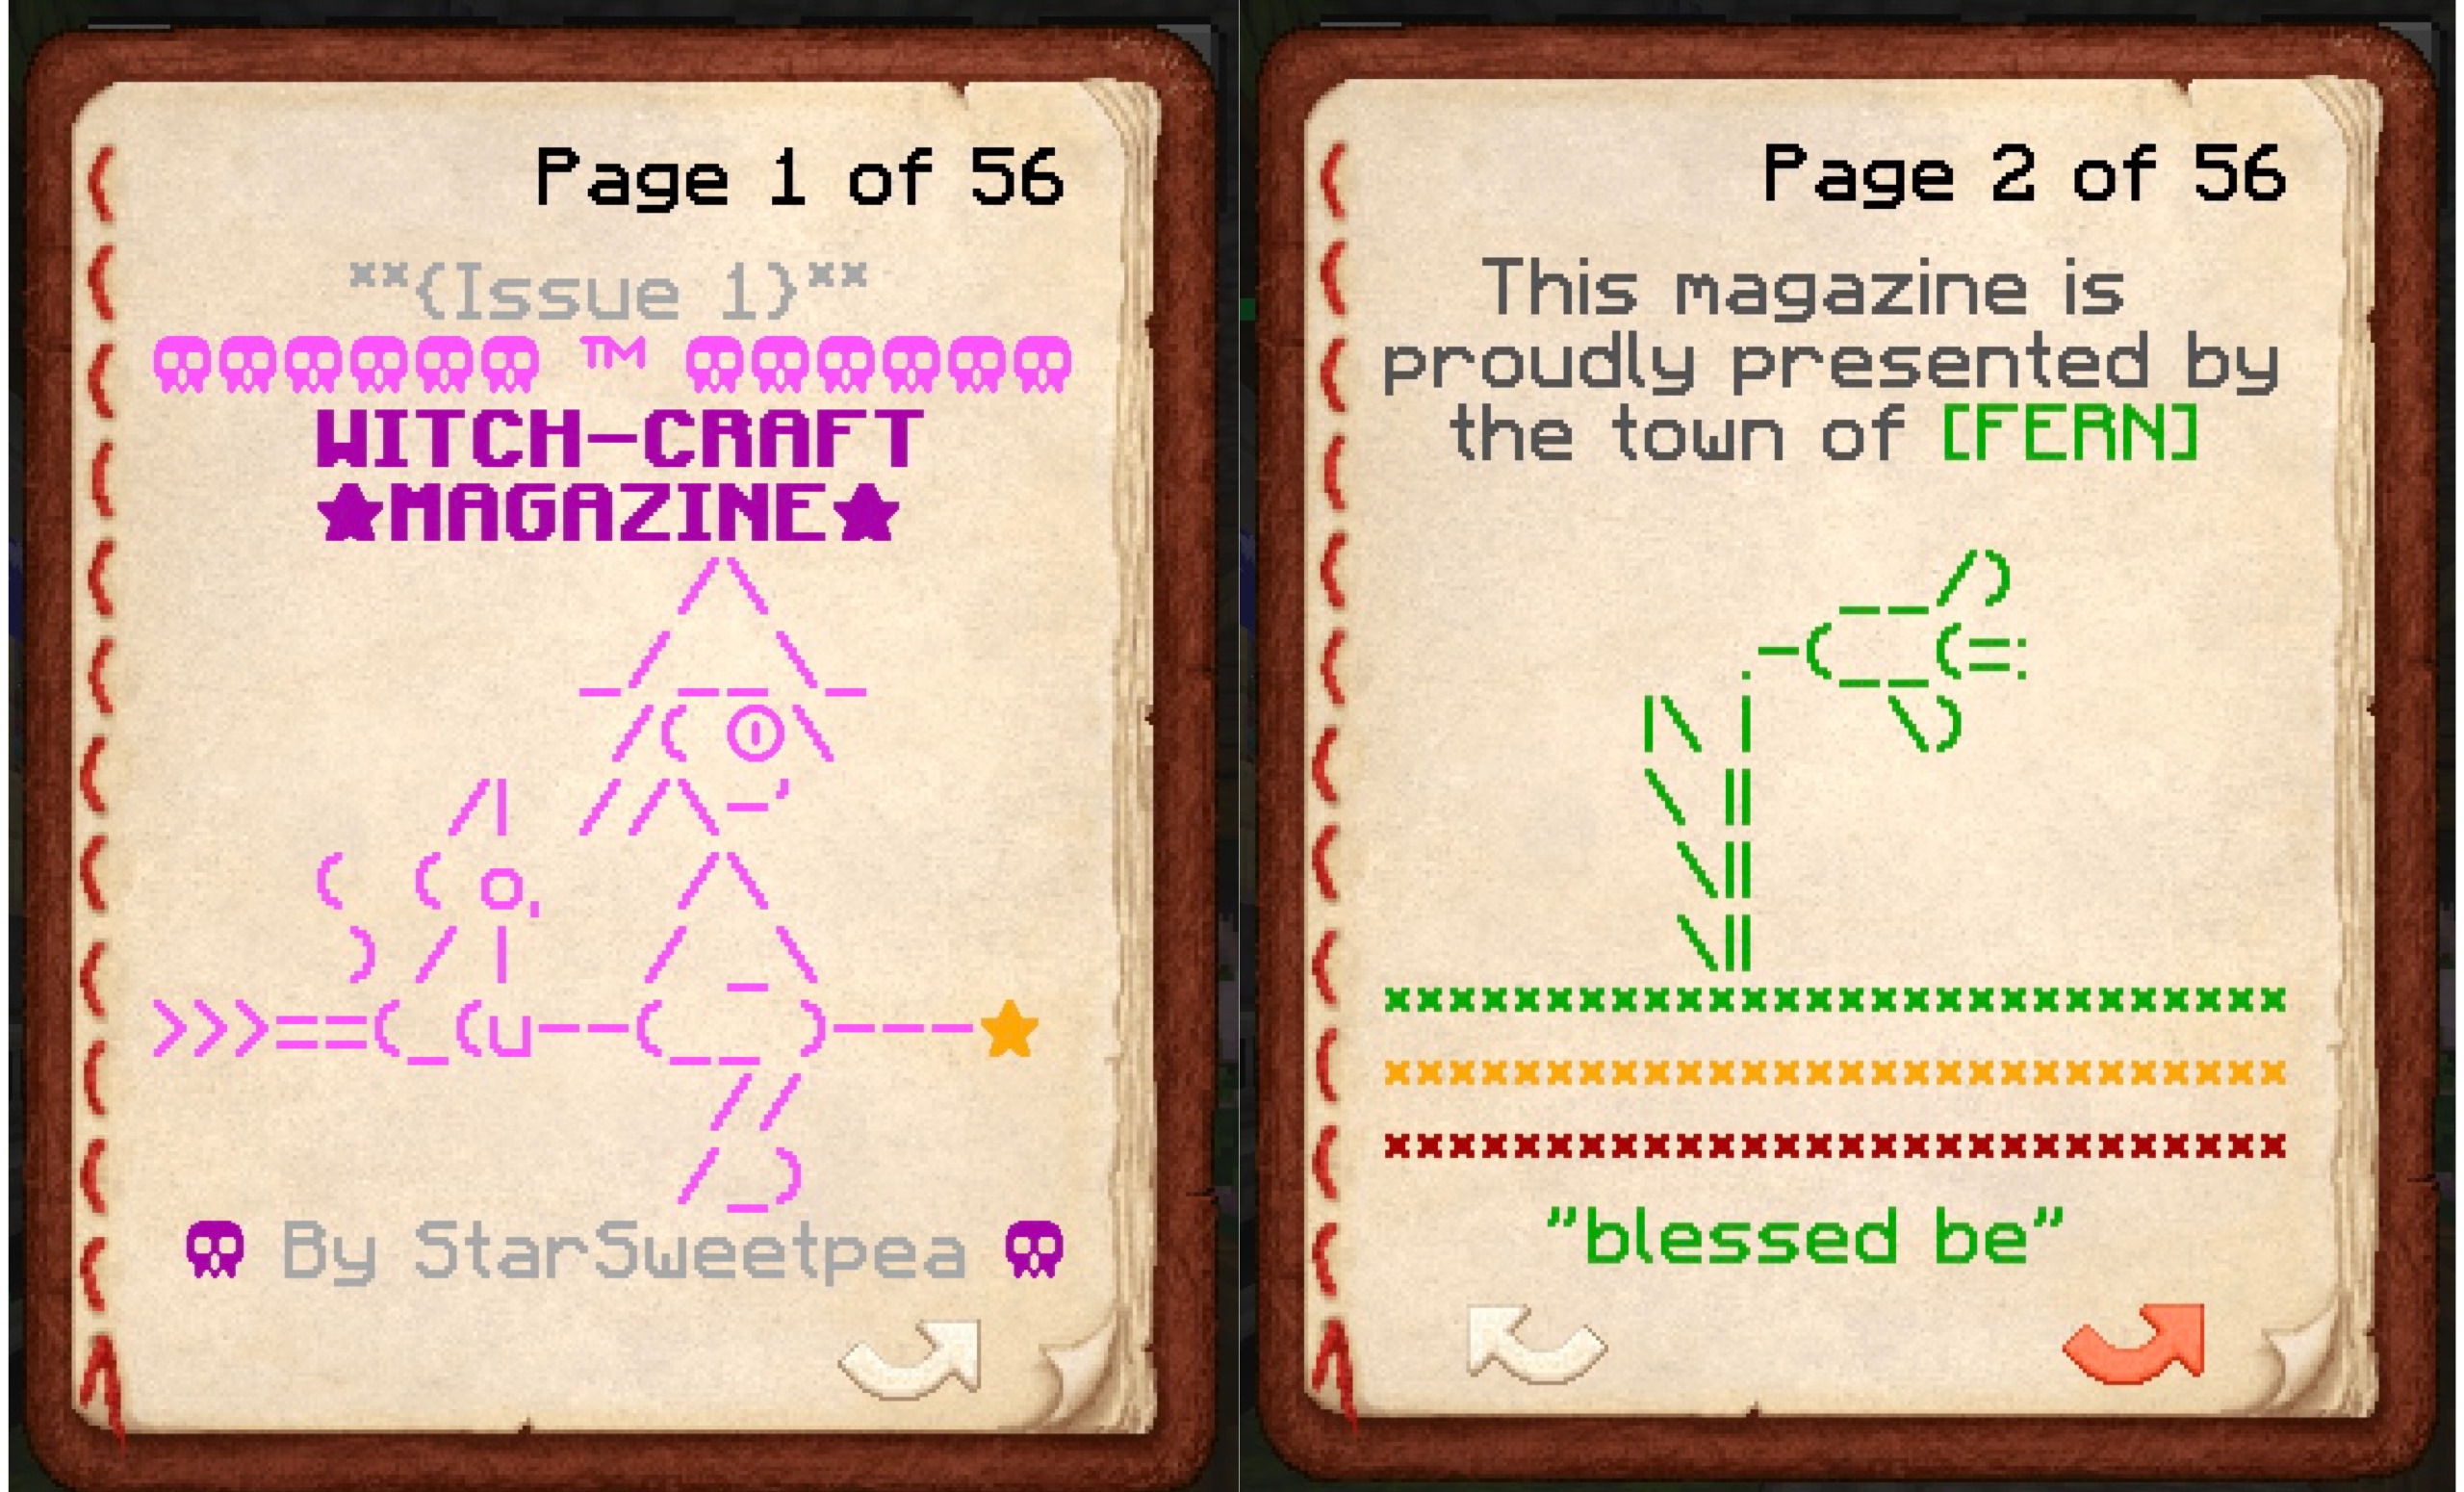 Page 1 of 56
**{Issue 1}**
☠☠☠☠☠☠ ™ ☠☠☠☠☠☠
WITCH-CRAFT
★MAGAZINE★
By StarSweetpea
Page 2 of 56
This magazine is
proudly presented by
the town of [FERN]
"blessed be"